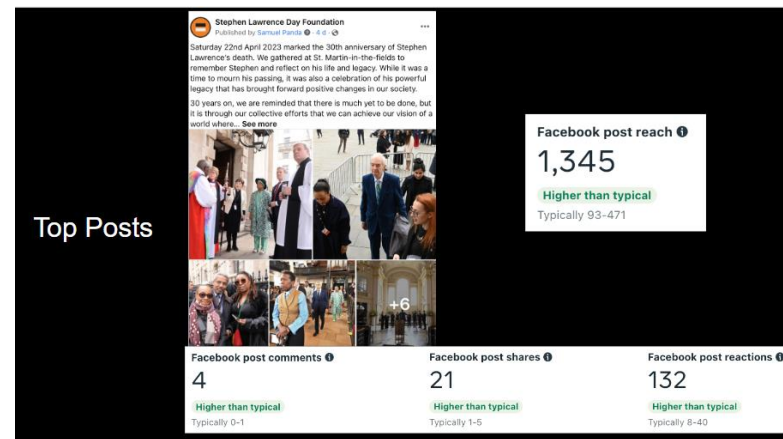 Stephen Lawrence Day Foundation
Published by Samuel Panda · 4 d ·
Saturday 22nd April 2023 marked the 30th anniversary of Stephen
Lawrence's death. We gathered at St. Martin-in-the-fields to
remember Stephen and reflect on his life and legacy. While it was a
time to mourn his passing, it was also a celebration of his powerful
legacy that has brought forward positive changes in our society.
30 years on, we are reminded that there is much yet to be done, but
it is through our collective efforts that we can achieve our vision of a
world where... See more
+6
Top Posts
Facebook post reach
1,345
Higher than typical
Typically 93-471
Facebook post comments
4
Higher than typical
Typically 0-1
Facebook post shares
21
Higher than typical
Typically 1-5
Facebook post reactions
132
Higher than typical
Typically 8-40